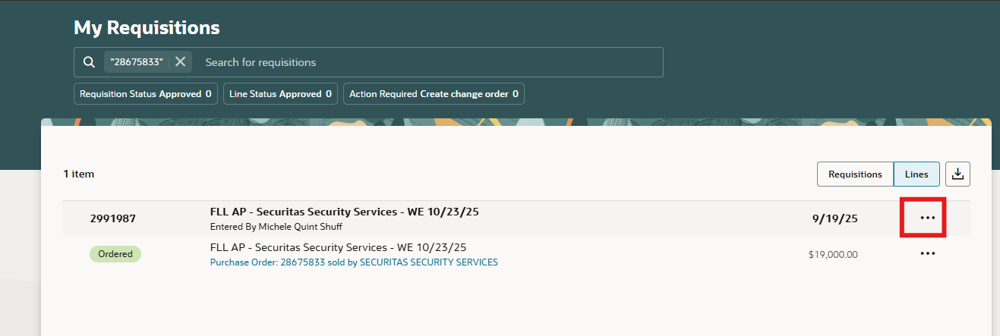 My Requisitions
"28675833" Search for requisitions
Requisition Status Approved 0 Line Status Approved 0 Action Required Create change order 0
1 item Requisitions Lines
2991987 FLL AP - Securitas Security Services - WE 10/23/25 9/19/25
Entered By Michele Quint Shuff
Ordered FLL AP - Securitas Security Services - WE 10/23/25 $19,000.00
Purchase Order: 28675833 sold by SECURITAS SECURITY SERVICES